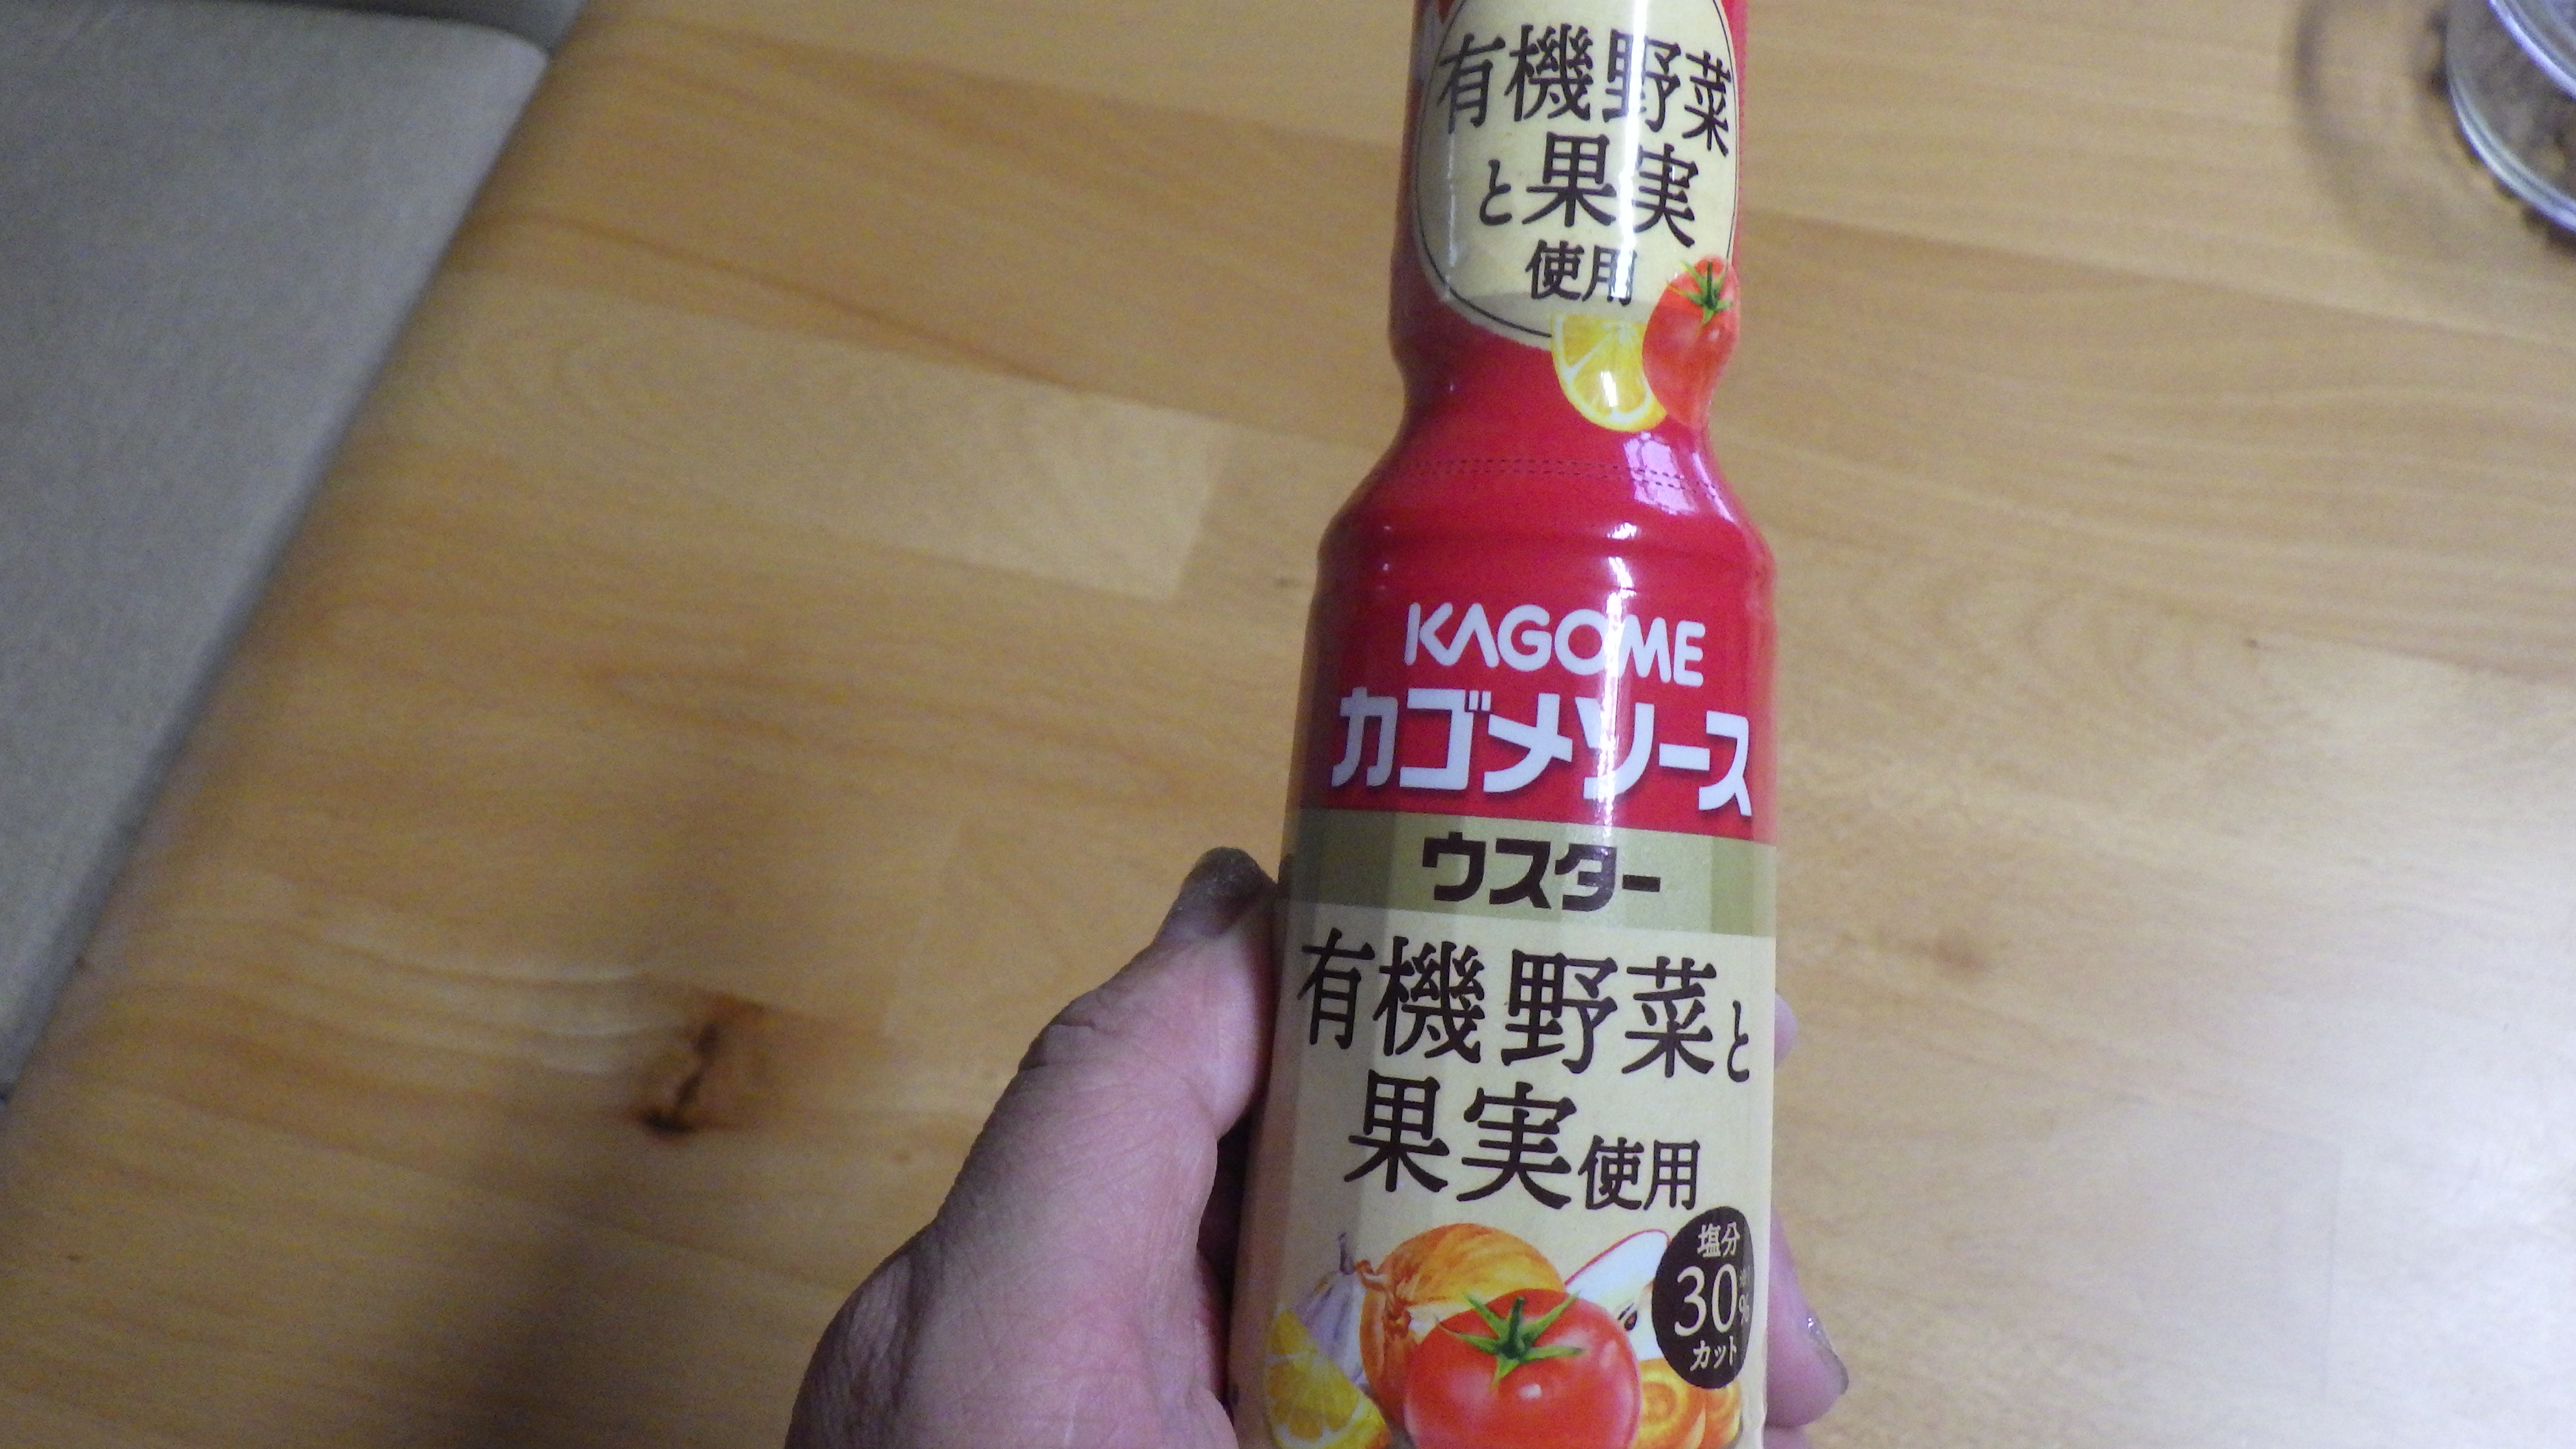 有機野菜
と果実
使用
KAGOME
カゴメソース
ウスター
有機野菜と
果実使用
塩分
30%
カット